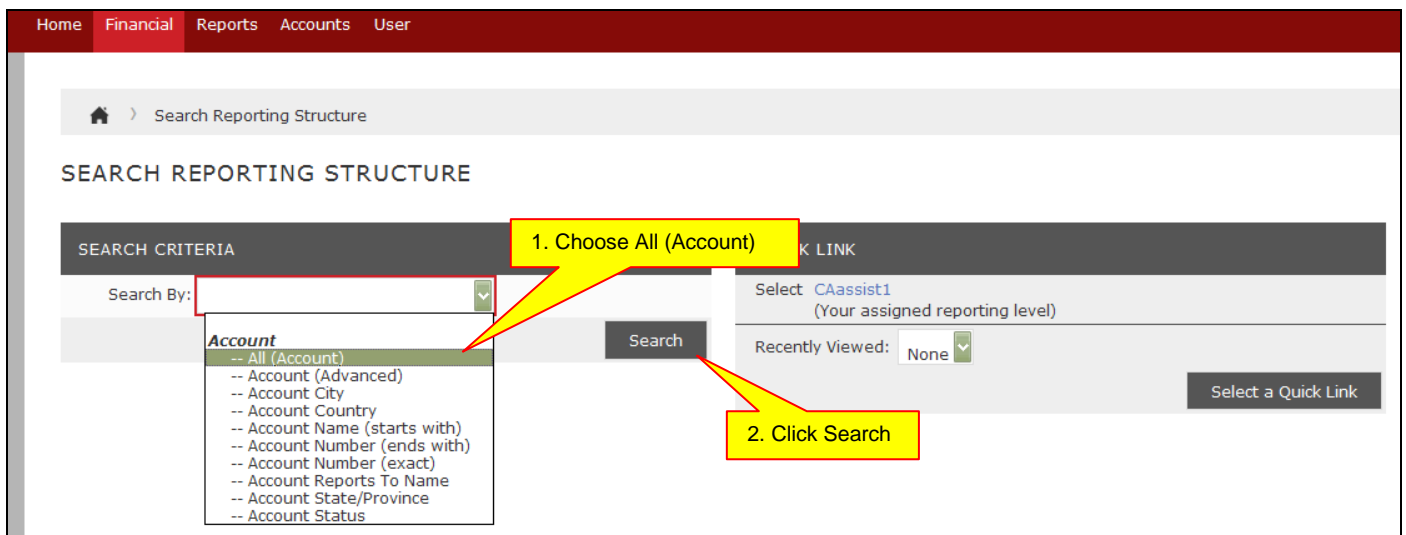 Home Financial Reports Accounts User
Search Reporting Structure
SEARCH REPORTING STRUCTURE
SEARCH CRITERIA
1. Choose All (Account)
K LINK
Search By:
Select CAassist1
(Your assigned reporting level)
Account
-- All (Account)
-- Account (Advanced)
-- Account City
-- Account Country
-- Account Name (starts with)
-- Account Number (ends with)
-- Account Number (exact)
-- Account Reports To Name
-- Account State/Province
-- Account Status
Search
Recently Viewed: None
Select a Quick Link
2. Click Search